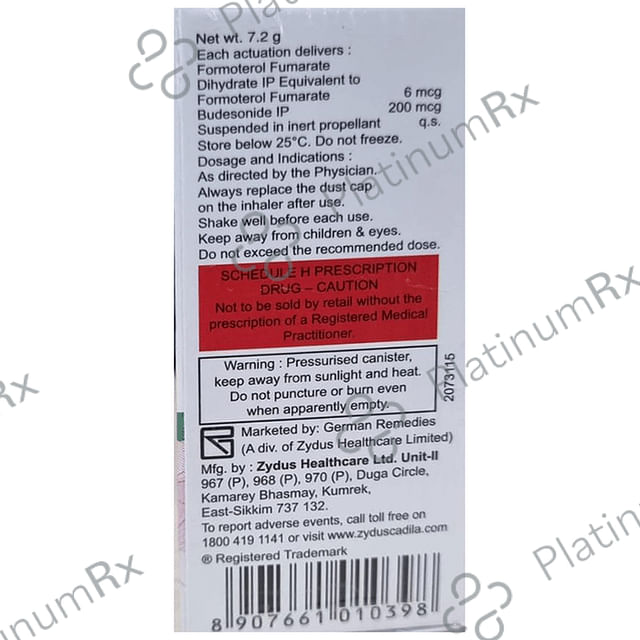 Net wt. 7.2 g
Each actuation delivers :
Formoterol Fumarate
Dihydrate IP Equivalent to
Formoterol Fumarate 6 mcg
Budesonide IP 200 mcg
Suspended in inert propellant q.s.
Store below 25°C. Do not freeze.
Dosage and Indications :
As directed by the Physician.
Always replace the dust cap
on the inhaler after use.
Shake well before each use.
Keep away from children & eyes.
Do not exceed the recommended dose.
SCHEDULE H PRESCRIPTION
DRUG – CAUTION
Not to be sold by retail without the
prescription of a Registered Medical
Practitioner.
Warning : Pressurised canister,
keep away from sunlight and heat.
Do not puncture or burn even
when apparently empty.
2073115
Marketed by: German Remedies
(A div. of Zydus Healthcare Limited)
Mfg. by : Zydus Healthcare Ltd. Unit-II
967 (P), 968 (P), 970 (P), Duga Circle,
Kamarey Bhasmay, Kumrek,
East-Sikkim 737 132.
To report adverse events, call toll free on
1800 419 1141 or visit www.zyduscadila.com
® Registered Trademark
8 907661 010398
PlatinumRx
PlatinumRx
PlatinumRx
PlatinumRx